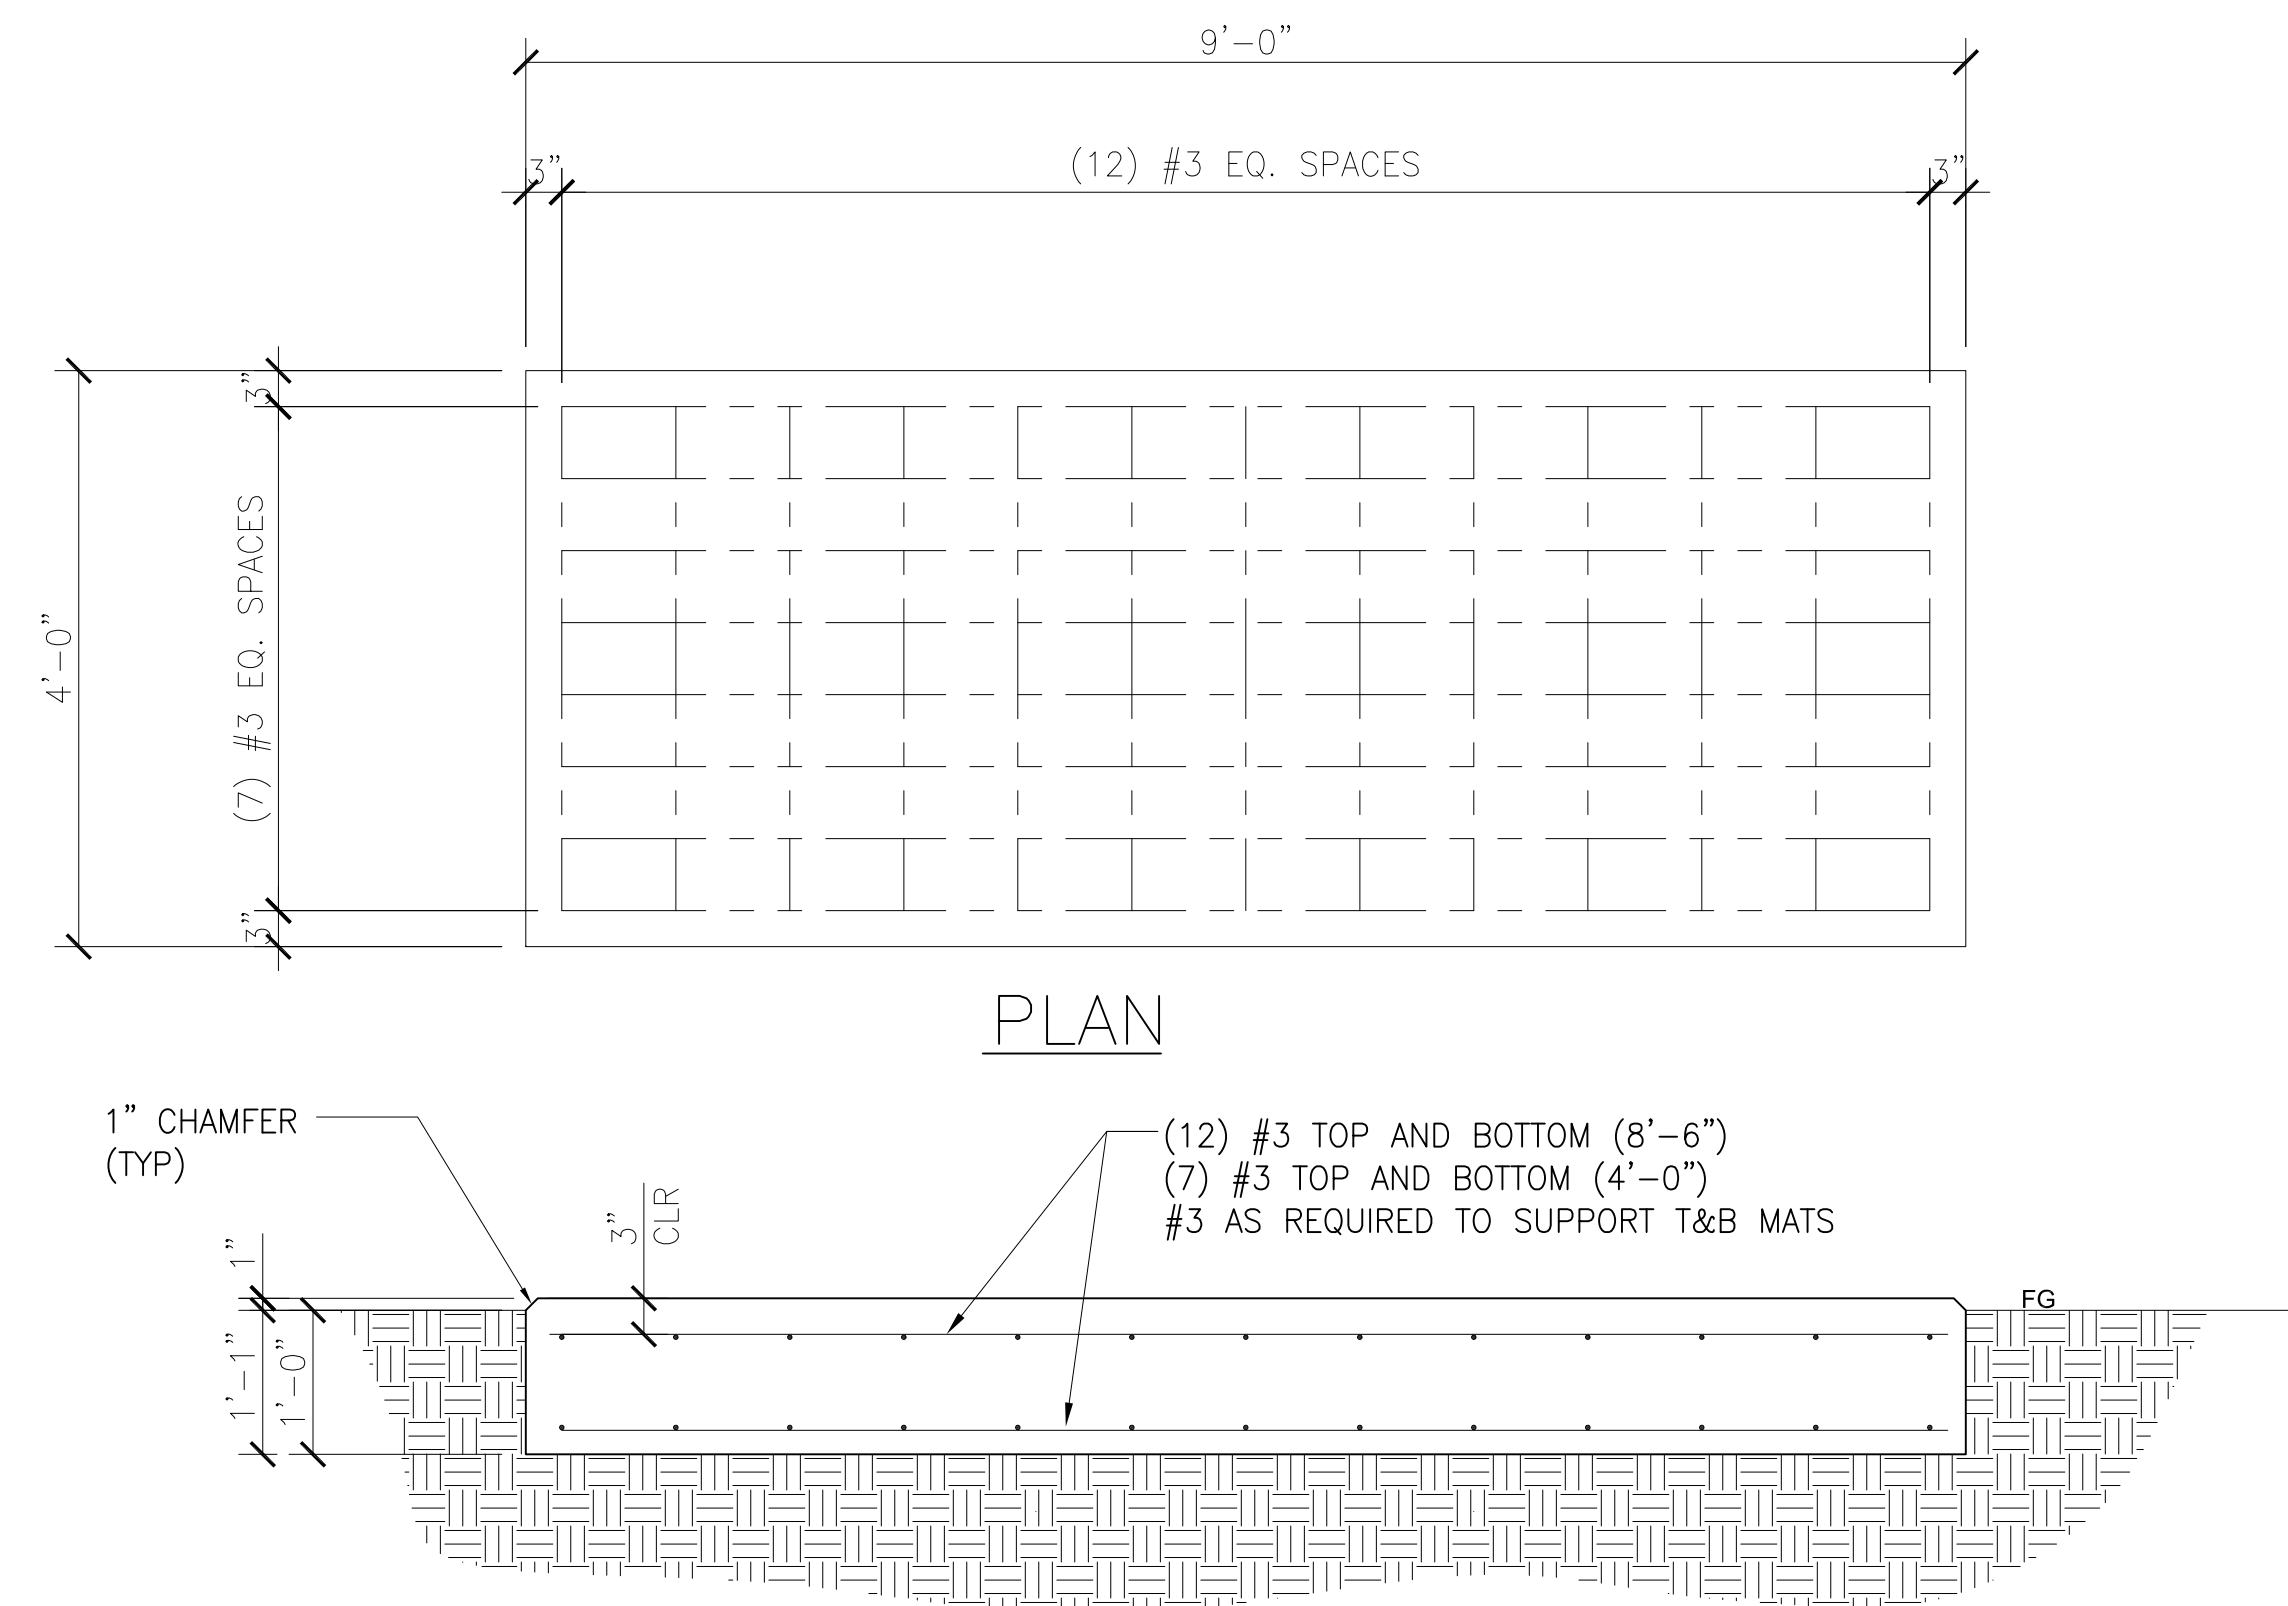 9'-0"
3"
(12) #3 EQ. SPACES
3"
3"
(7) #3 EQ. SPACES
4'-0"
3"
PLAN
1" CHAMFER
(TYP)
(12) #3 TOP AND BOTTOM (8'-6")
(7) #3 TOP AND BOTTOM (4'-0")
#3 AS REQUIRED TO SUPPORT T&B MATS
3"
CLR
1"
FG
1'-1"
1'-0"